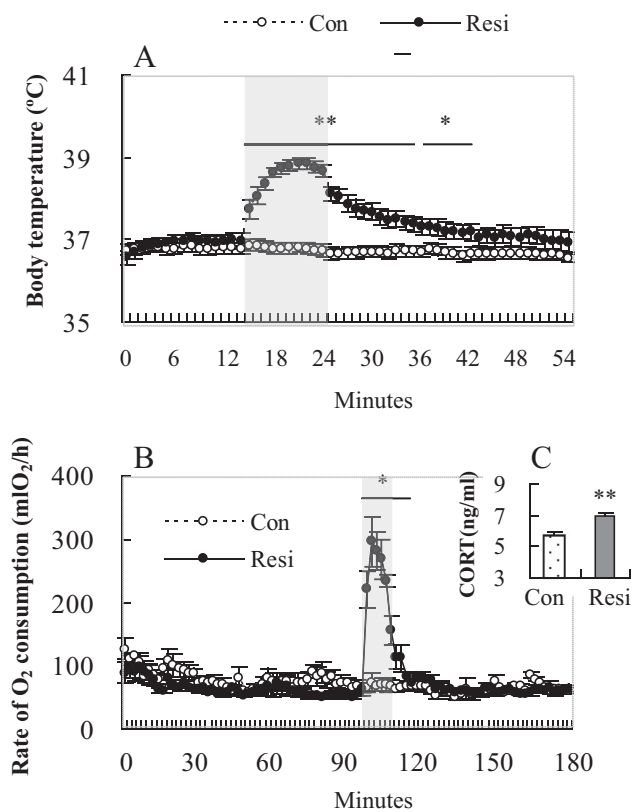 Con Resi
A
Body temperature (ºC)
41
39
37
35
** *
0 6 12 18 24 30 36 42 48 54
Minutes
B
Rate of O2 consumption (mlO2/h)
400
300
200
100
0
Con
Resi
*
0 30 60 90 120 150 180
Minutes
C
CORT(ng/ml)
9
7
5
3
**
Con Resi